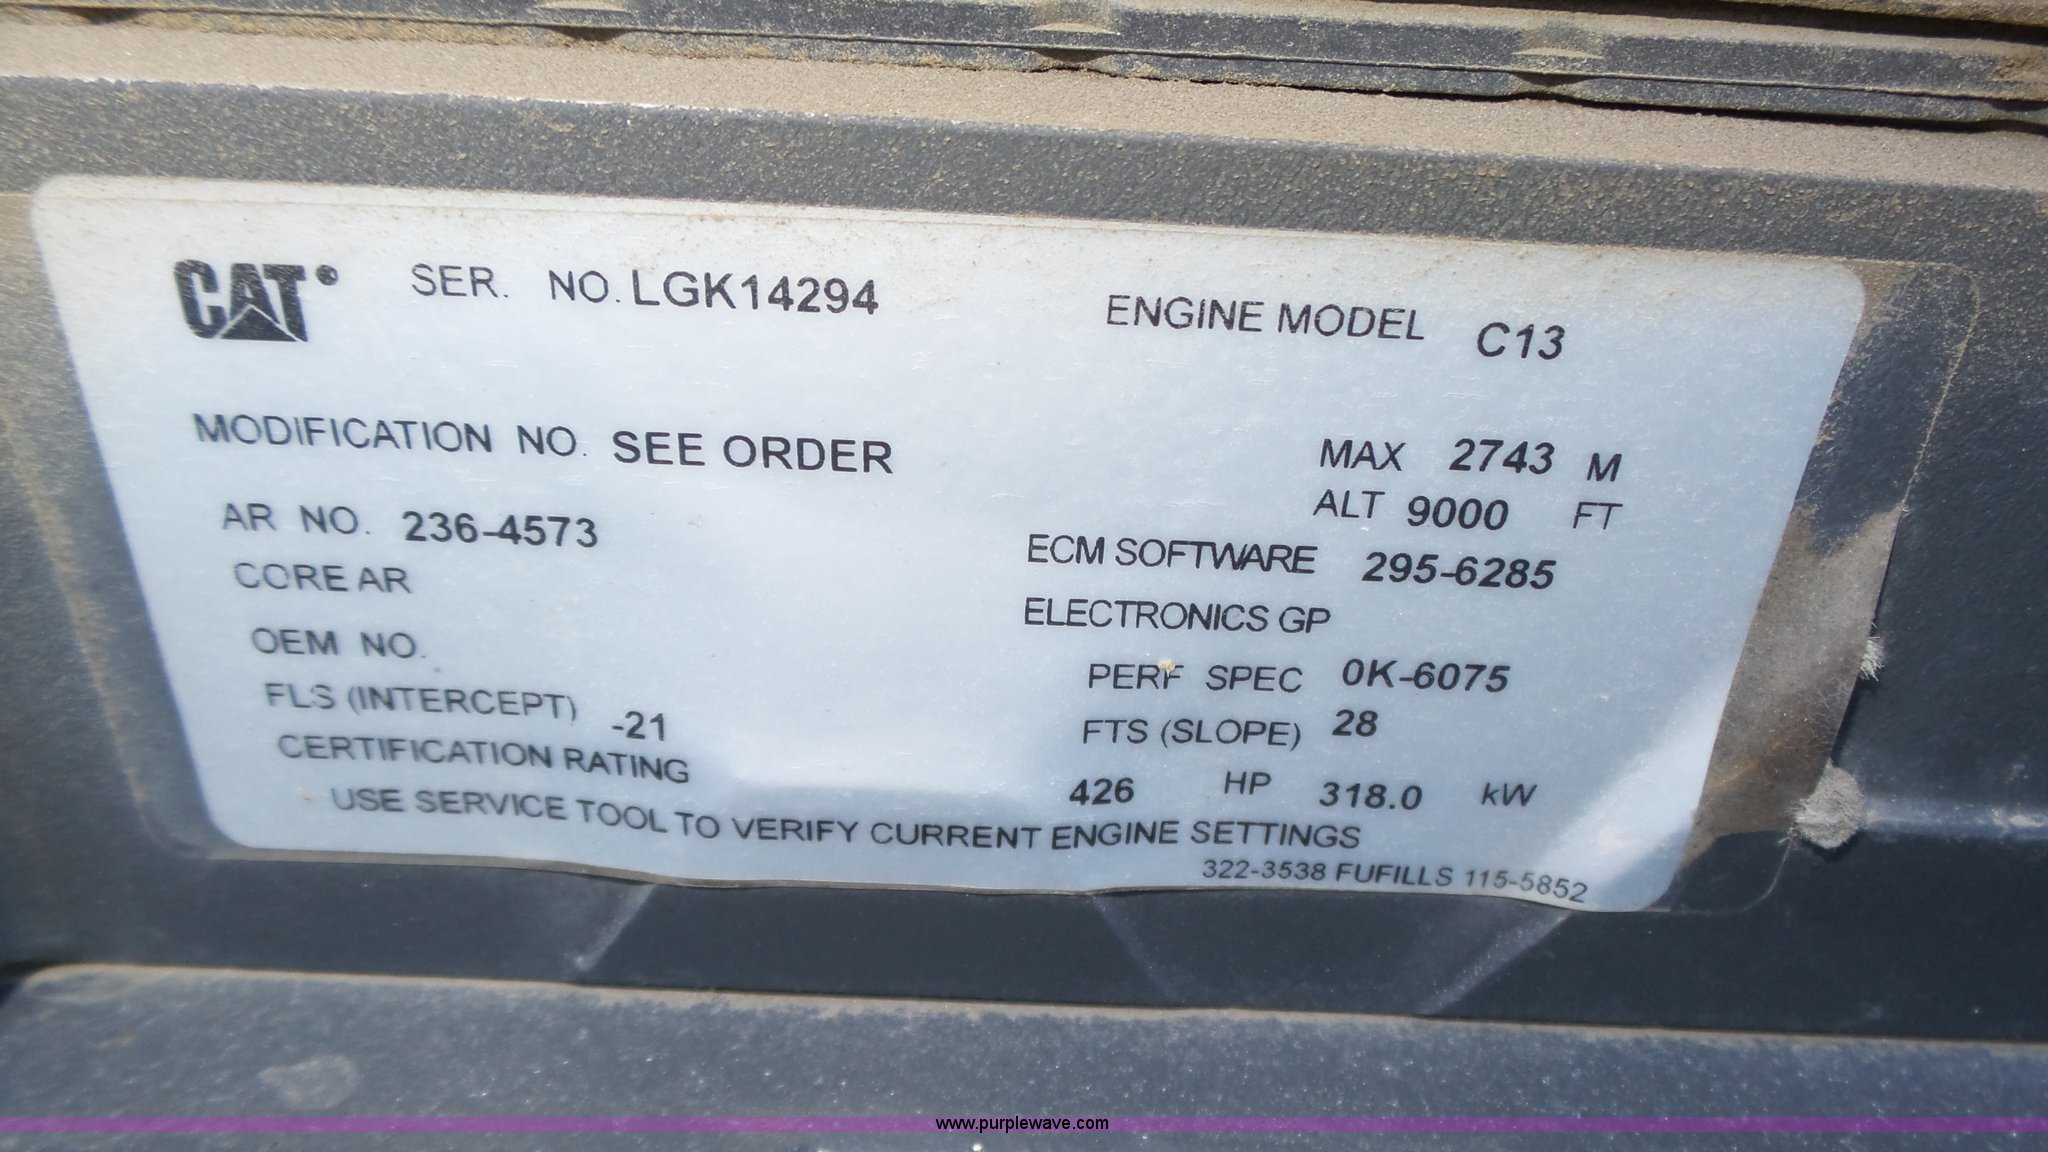 CAT SER. NO. LGK14294 ENGINE MODEL C13
MODIFICATION NO. SEE ORDER MAX 2743 M
ALT 9000 FT
AR NO. 236-4573 ECM SOFTWARE 295-6285
CORE AR ELECTRONICS GP
OEM NO. PERF SPEC 0K-6075
FLS (INTERCEPT) -21 FTS (SLOPE) 28
CERTIFICATION RATING 426 HP 318.0 kW
USE SERVICE TOOL TO VERIFY CURRENT ENGINE SETTINGS
322-3538 FUFILLS 115-5852
www.purplewave.com